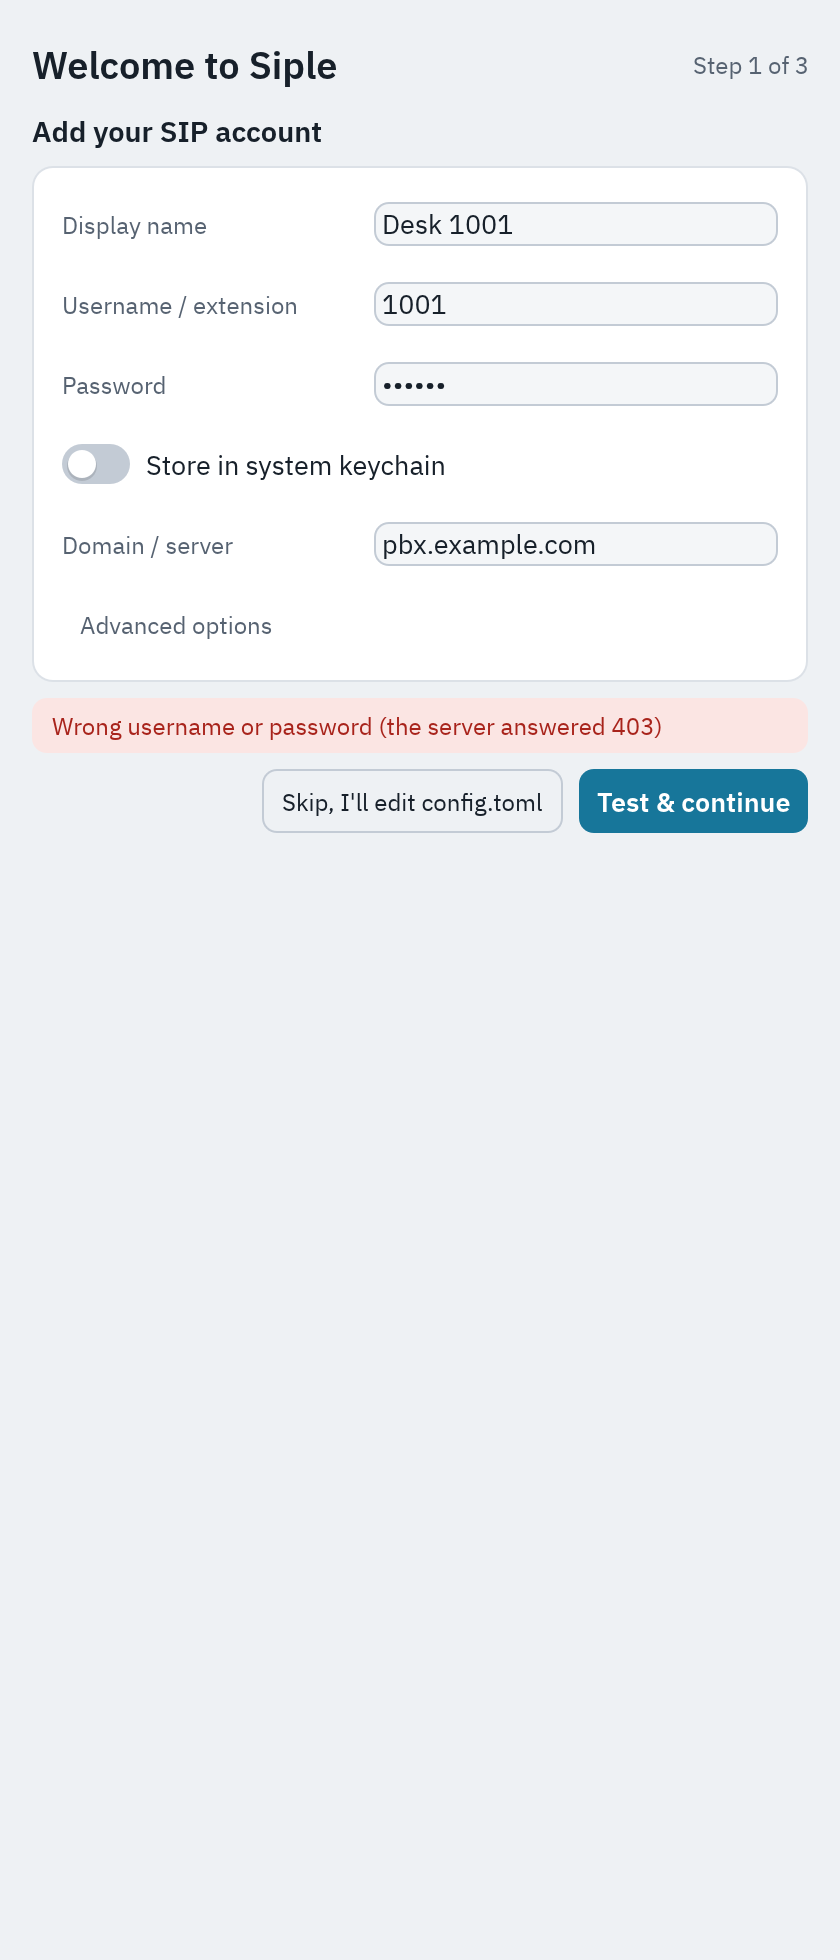 Welcome to Siple
Step 1 of 3
Add your SIP account
Display name
Desk 1001
Username / extension
1001
Password
••••••
Store in system keychain
Domain / server
pbx.example.com
Advanced options
Wrong username or password (the server answered 403)
Skip, I'll edit config.toml
Test & continue